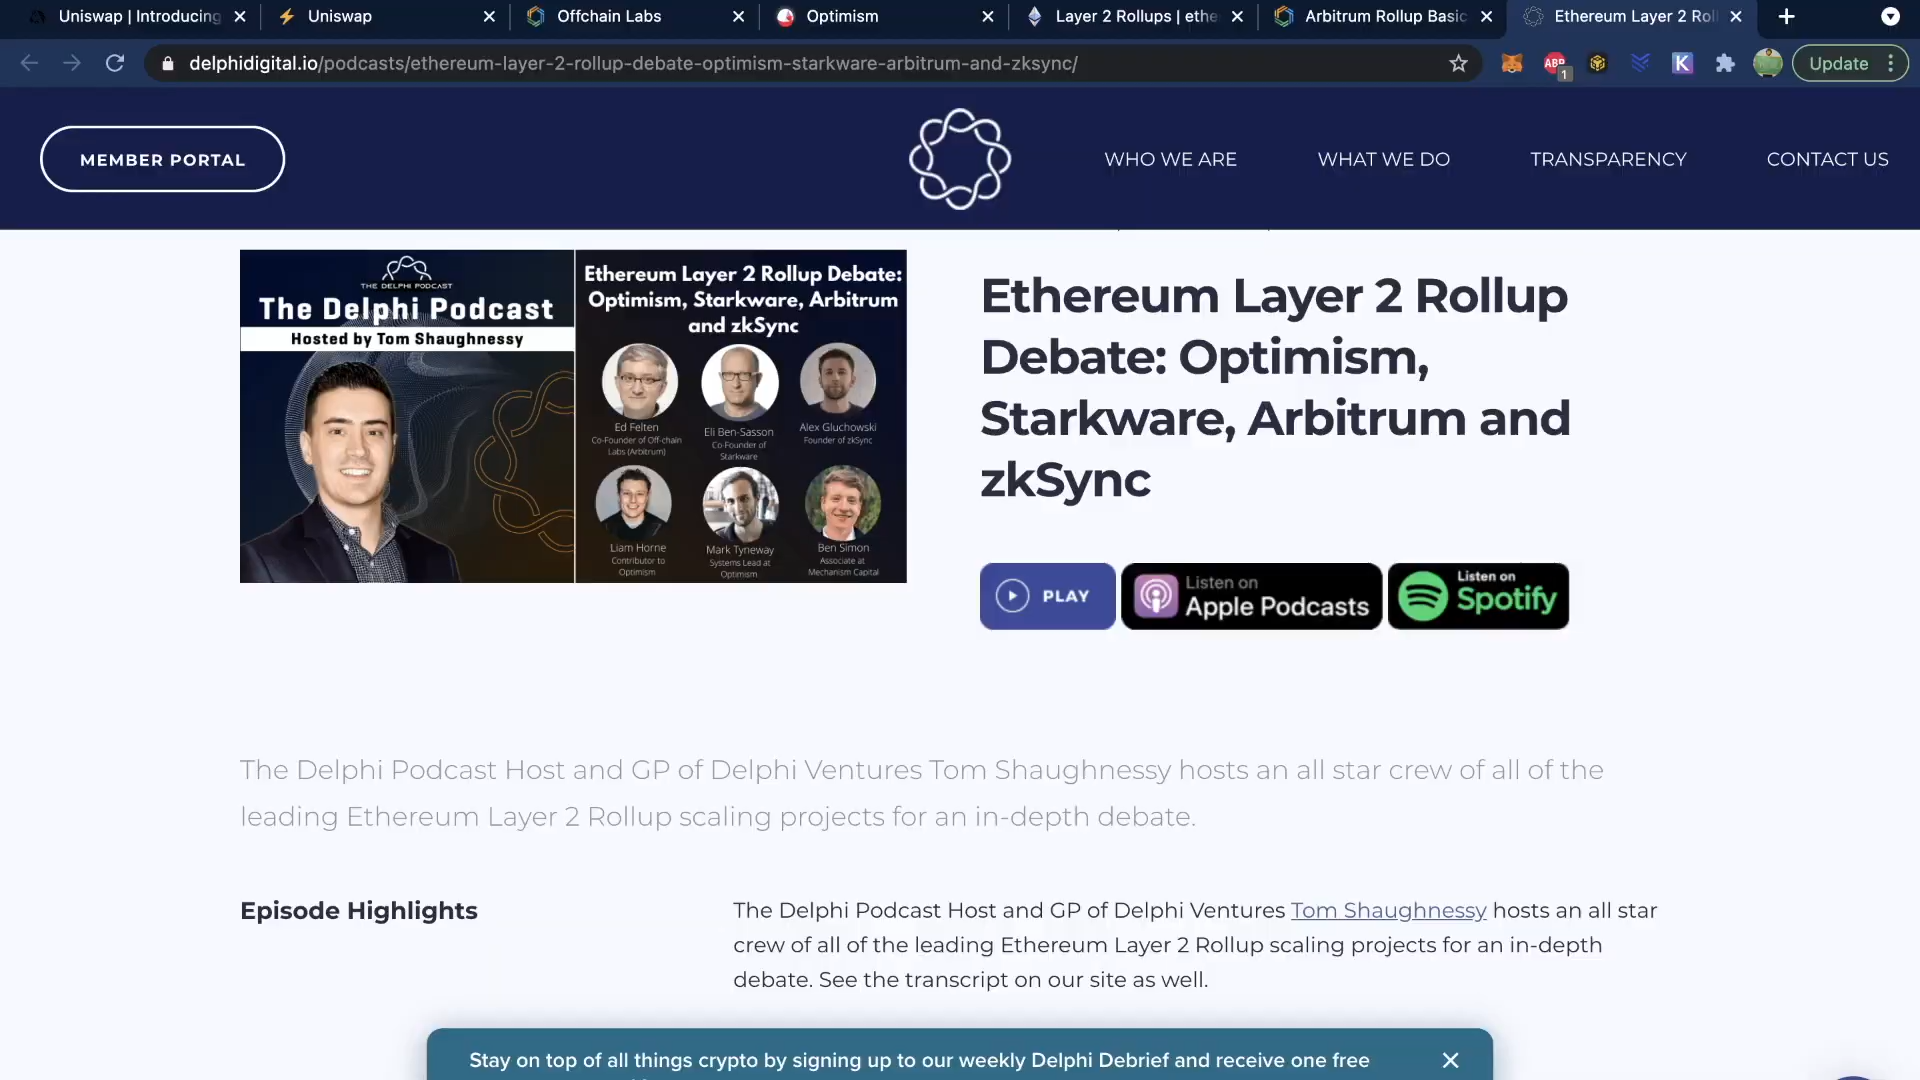 Uniswap | Introducing
Uniswap
Offchain Labs
Optimism
Layer 2 Rollups | ethe
Arbitrum Rollup Basic
Ethereum Layer 2 Rol
delphidigital.io/podcasts/ethereum-layer-2-rollup-debate-optimism-starkware-arbitrum-and-zksync/
ABP
1
K
Update
MEMBER PORTAL
WHO WE ARE
WHAT WE DO
TRANSPARENCY
CONTACT US
THE DELPHI PODCAST
The Delphi Podcast
Hosted by Tom Shaughnessy
Ethereum Layer 2 Rollup Debate:
Optimism, Starkware, Arbitrum
and zkSync
Ed Felten
Co-Founder of Off-chain
Labs (Arbitrum)
Eli Ben-Sasson
Co-Founder of
Starkware
Alex Gluchowski
Founder of zkSync
Liam Horne
Contributor to
Optimism
Mark Tyneway
Systems Lead at
Optimism
Ben Simon
Associate at
Mechanism Capital
Ethereum Layer 2 Rollup
Debate: Optimism,
Starkware, Arbitrum and
zkSync
PLAY
Listen on
Apple Podcasts
Listen on
Spotify
The Delphi Podcast Host and GP of Delphi Ventures Tom Shaughnessy hosts an all star crew of all of the
leading Ethereum Layer 2 Rollup scaling projects for an in-depth debate.
Episode Highlights
The Delphi Podcast Host and GP of Delphi Ventures Tom Shaughnessy hosts an all star
crew of all of the leading Ethereum Layer 2 Rollup scaling projects for an in-depth
debate. See the transcript on our site as well.
Stay on top of all things crypto by signing up to our weekly Delphi Debrief and receive one free